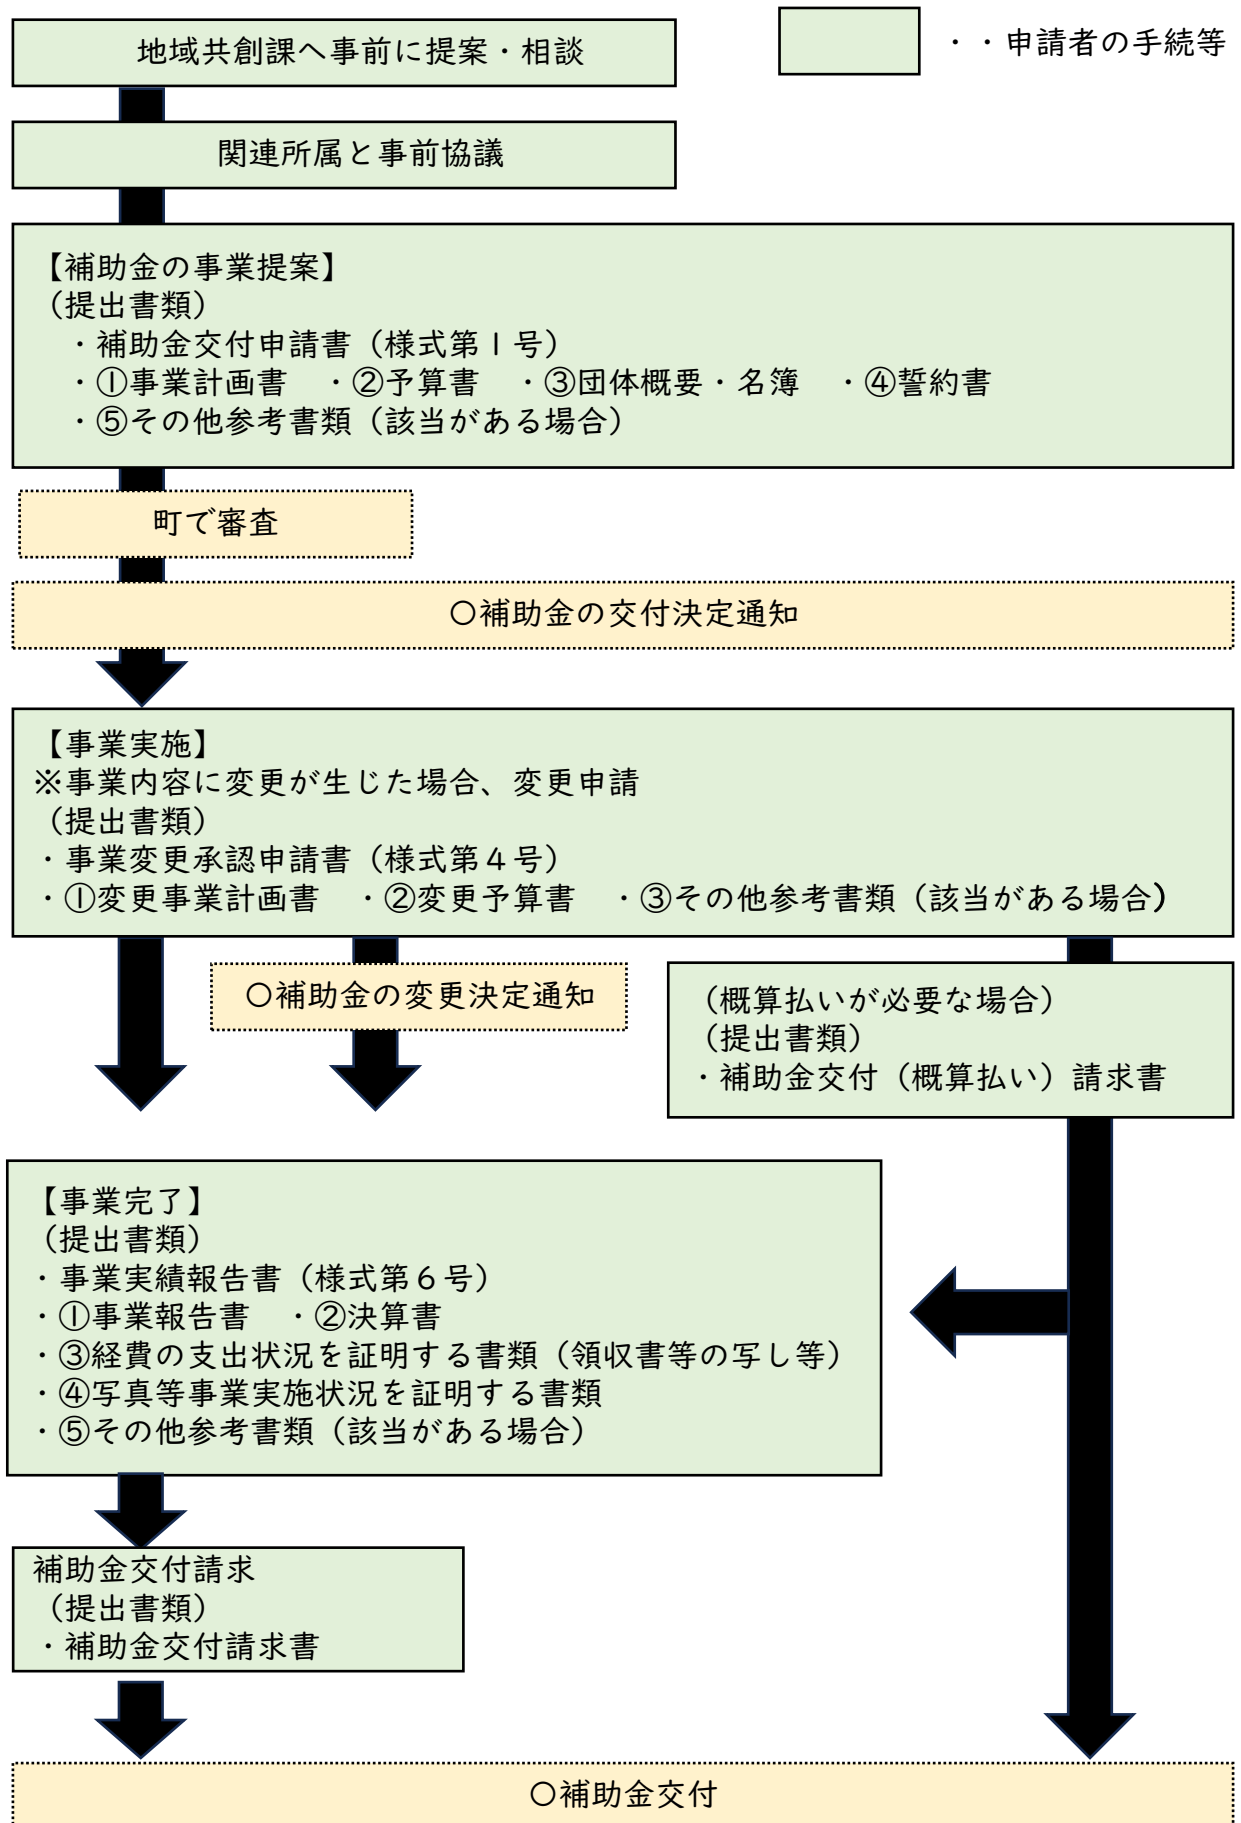 地域共創課へ事前に提案・相談
・・申請者の手続等
関連所属と事前協議
【補助金の事業提案】
（提出書類）
・補助金交付申請書（様式第１号）
・①事業計画書　・②予算書　・③団体概要・名簿　・④誓約書
・⑤その他参考書類（該当がある場合）
町で審査
〇補助金の交付決定通知
【事業実施】
※事業内容に変更が生じた場合、変更申請
（提出書類）
・事業変更承認申請書（様式第４号）
・①変更事業計画書　・②変更予算書　・③その他参考書類（該当がある場合）
〇補助金の変更決定通知
（概算払いが必要な場合）
（提出書類）
・補助金交付（概算払い）請求書
【事業完了】
（提出書類）
・事業実績報告書（様式第６号）
・①事業報告書　・②決算書
・③経費の支出状況を証明する書類（領収書等の写し等）
・④写真等事業実施状況を証明する書類
・⑤その他参考書類（該当がある場合）
補助金交付請求
（提出書類）
・補助金交付請求書
〇補助金交付